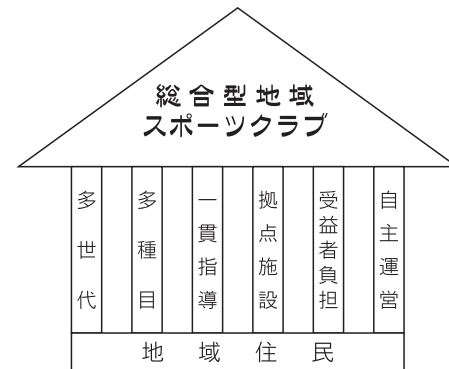 総合型地域
スポーツクラブ
多世代
多種目
一貫指導
拠点施設
受益者負担
自主運営
地域住民